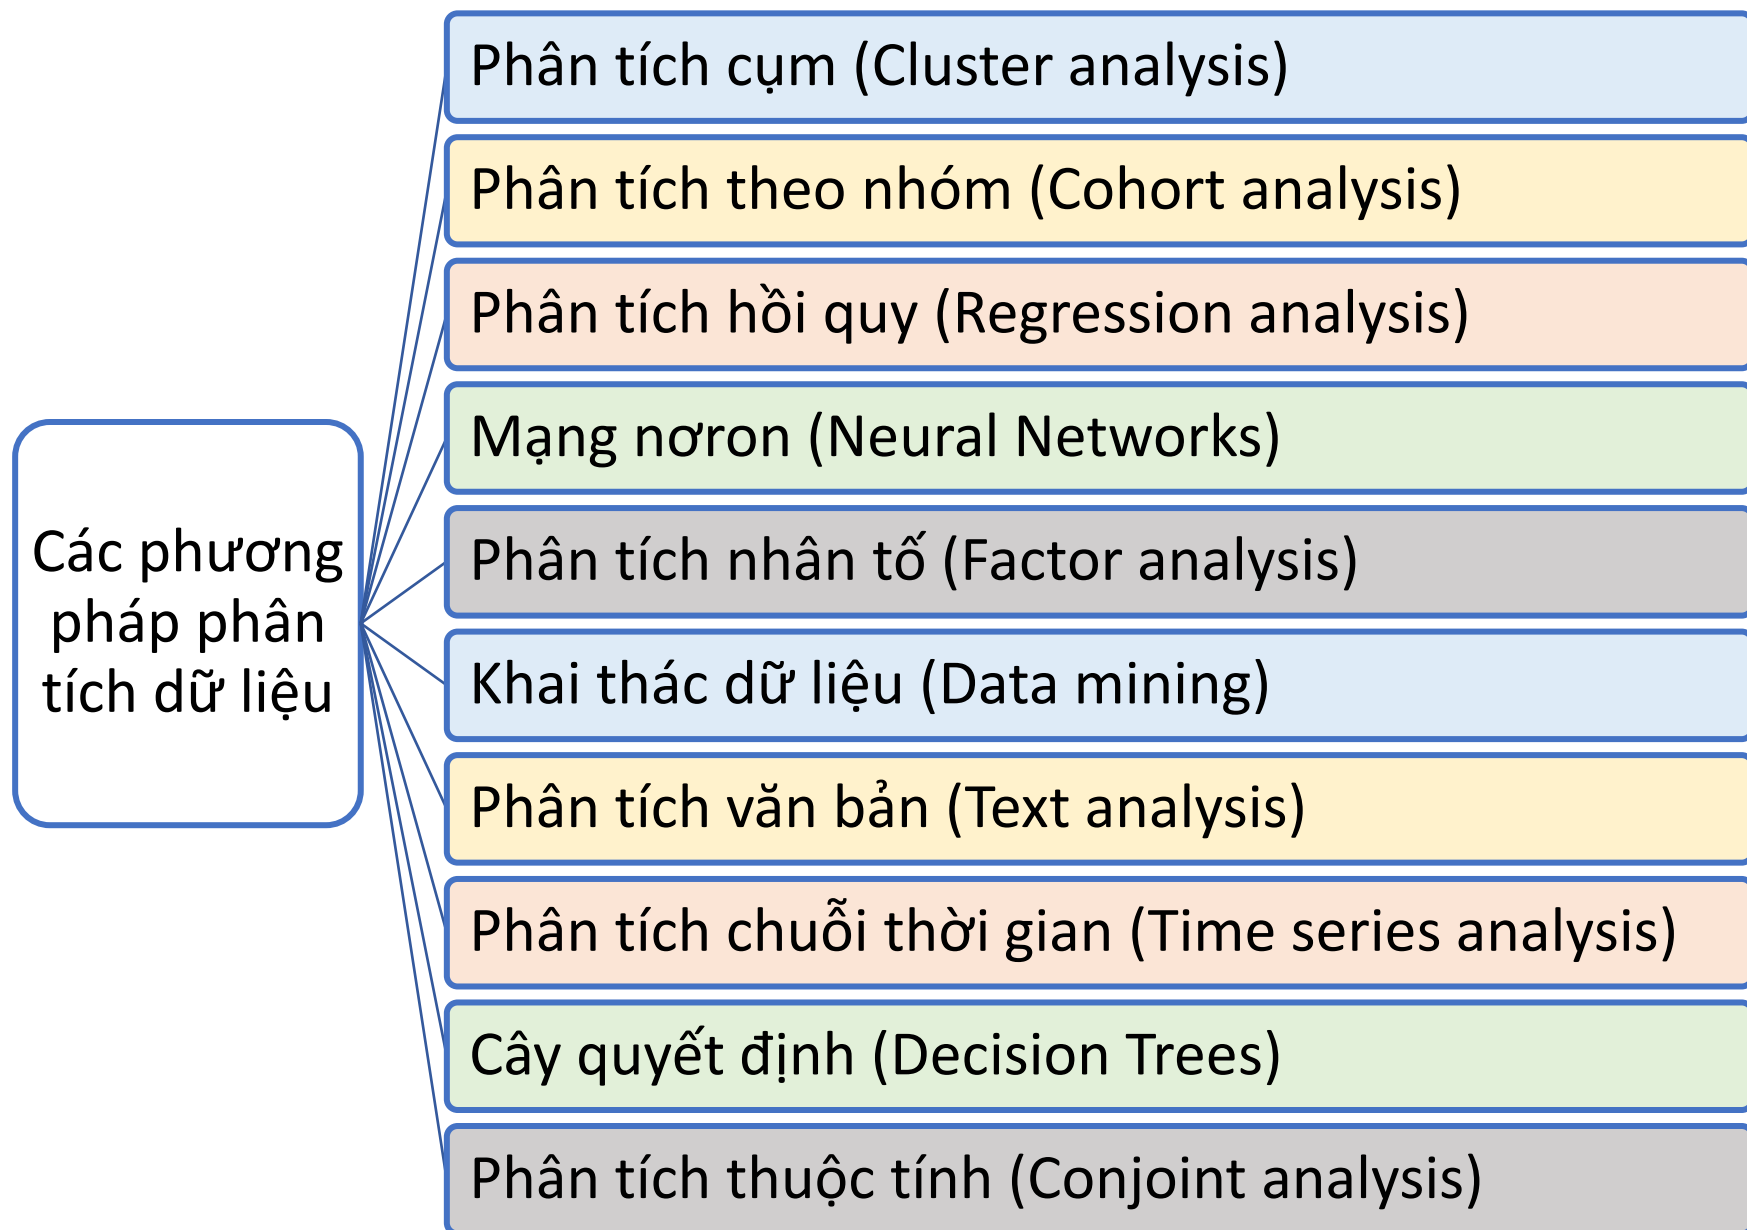 Các phương
pháp phân
tích dữ liệu
Phân tích cụm (Cluster analysis)
Phân tích theo nhóm (Cohort analysis)
Phân tích hồi quy (Regression analysis)
Mạng nơron (Neural Networks)
Phân tích nhân tố (Factor analysis)
Khai thác dữ liệu (Data mining)
Phân tích văn bản (Text analysis)
Phân tích chuỗi thời gian (Time series analysis)
Cây quyết định (Decision Trees)
Phân tích thuộc tính (Conjoint analysis)